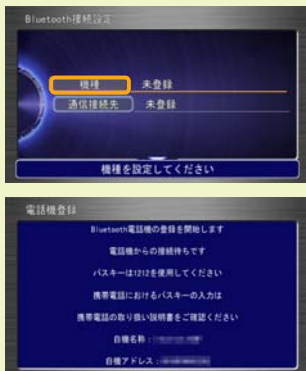 Bluetooth接続設定
機種 未登録
通信接続先 未登録
機種を設定してください
電話機登録
Bluetooth電話機の登録を開始します
電話機からの接続待ちです
パスキーは1212を使用してください
携帯電話におけるパスキーの入力は
携帯電話の取り扱い説明書をご確認ください
自機名称:
自機アドレス: